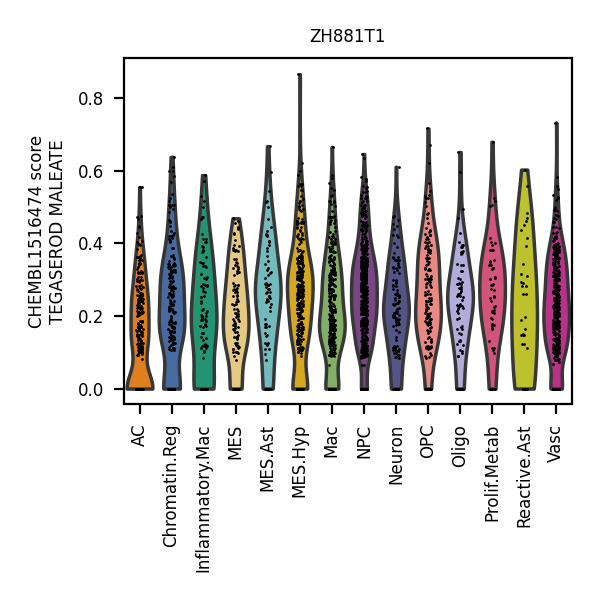 ZH881T1
CHEMBL1516474 score
TEGASEROD MALEATE
0.8
0.6
0.4
0.2
0.0
AC
Chromatin.Reg
Inflammatory.Mac
MES
MES.Ast
MES.Hyp
Mac
NPC
Neuron
OPC
Oligo
Prolif.Metab
Reactive.Ast
Vasc